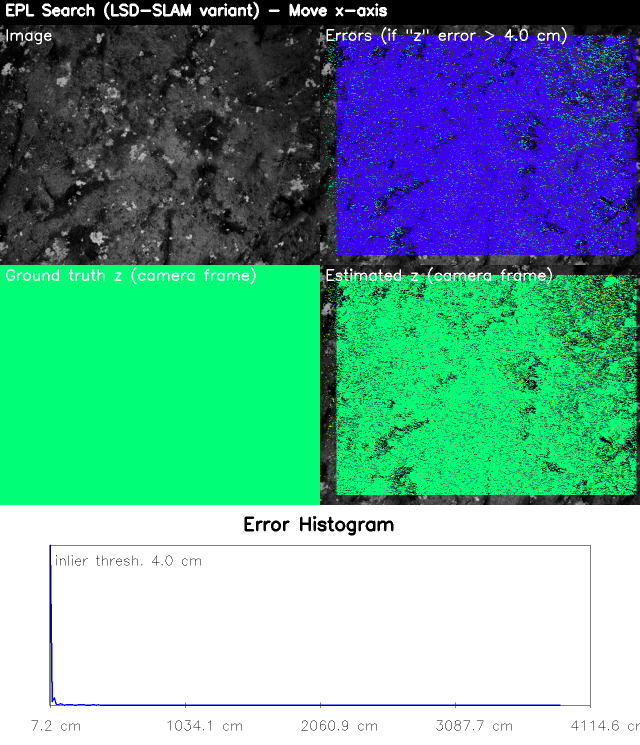 EPL Search (LSD-SLAM variant) - Move x-axis
Image
Errors (if "z" error > 4.0 cm)
Ground truth z (camera frame)
Estimated z (camera frame)
Error Histogram
inlier thresh. 4.0 cm
7.2 cm 1034.1 cm 2060.9 cm 3087.7 cm 4114.6 cm